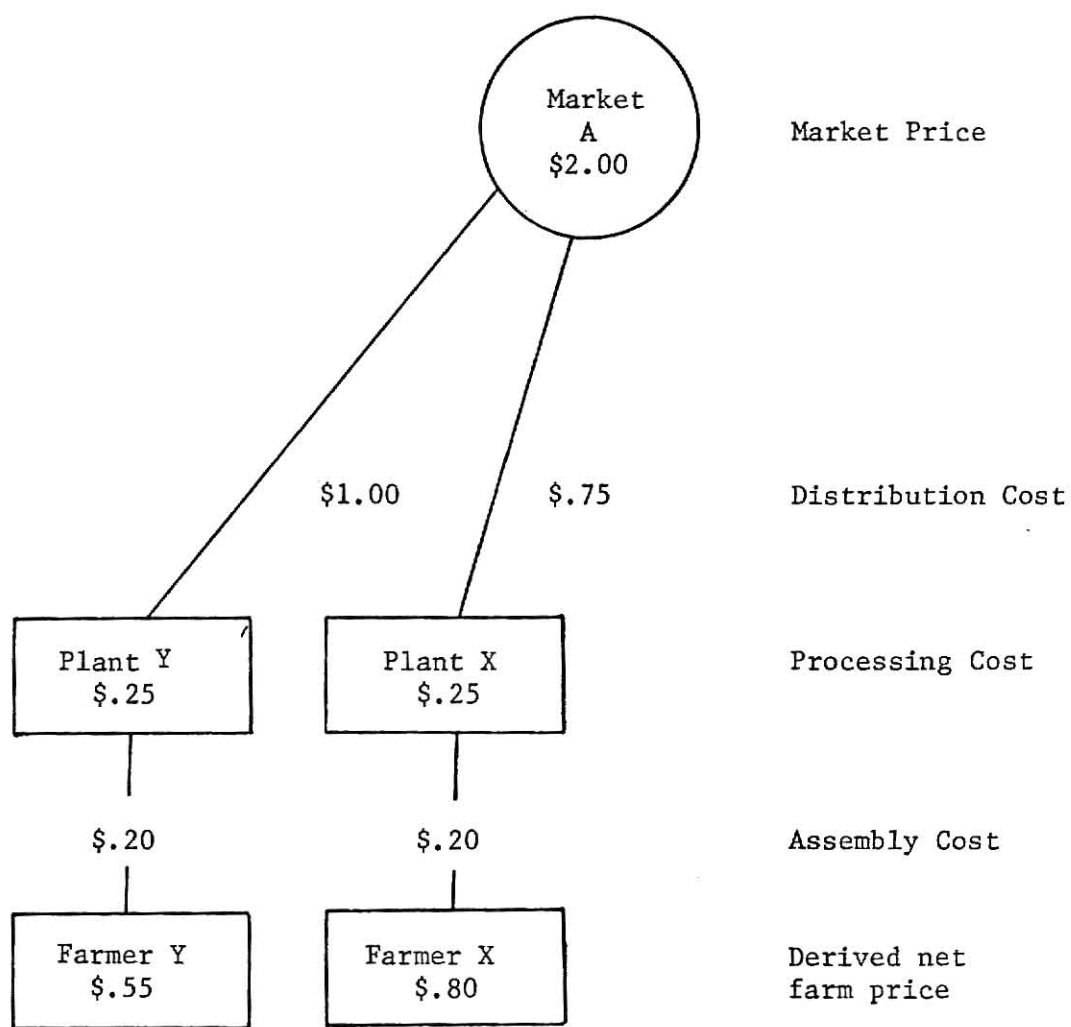 Market
A
$2.00
Market Price
$1.00
$.75
Distribution Cost
Plant Y
$.25
Plant X
$.25
Processing Cost
$.20
$.20
Assembly Cost
Farmer Y
$.55
Farmer X
$.80
Derived net
farm price